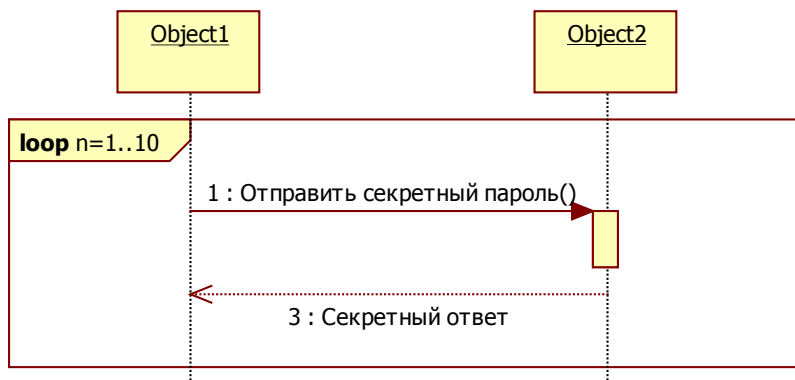 Object1
Object2
loop n=1..10
1 : Отправить секретный пароль()
3 : Секретный ответ